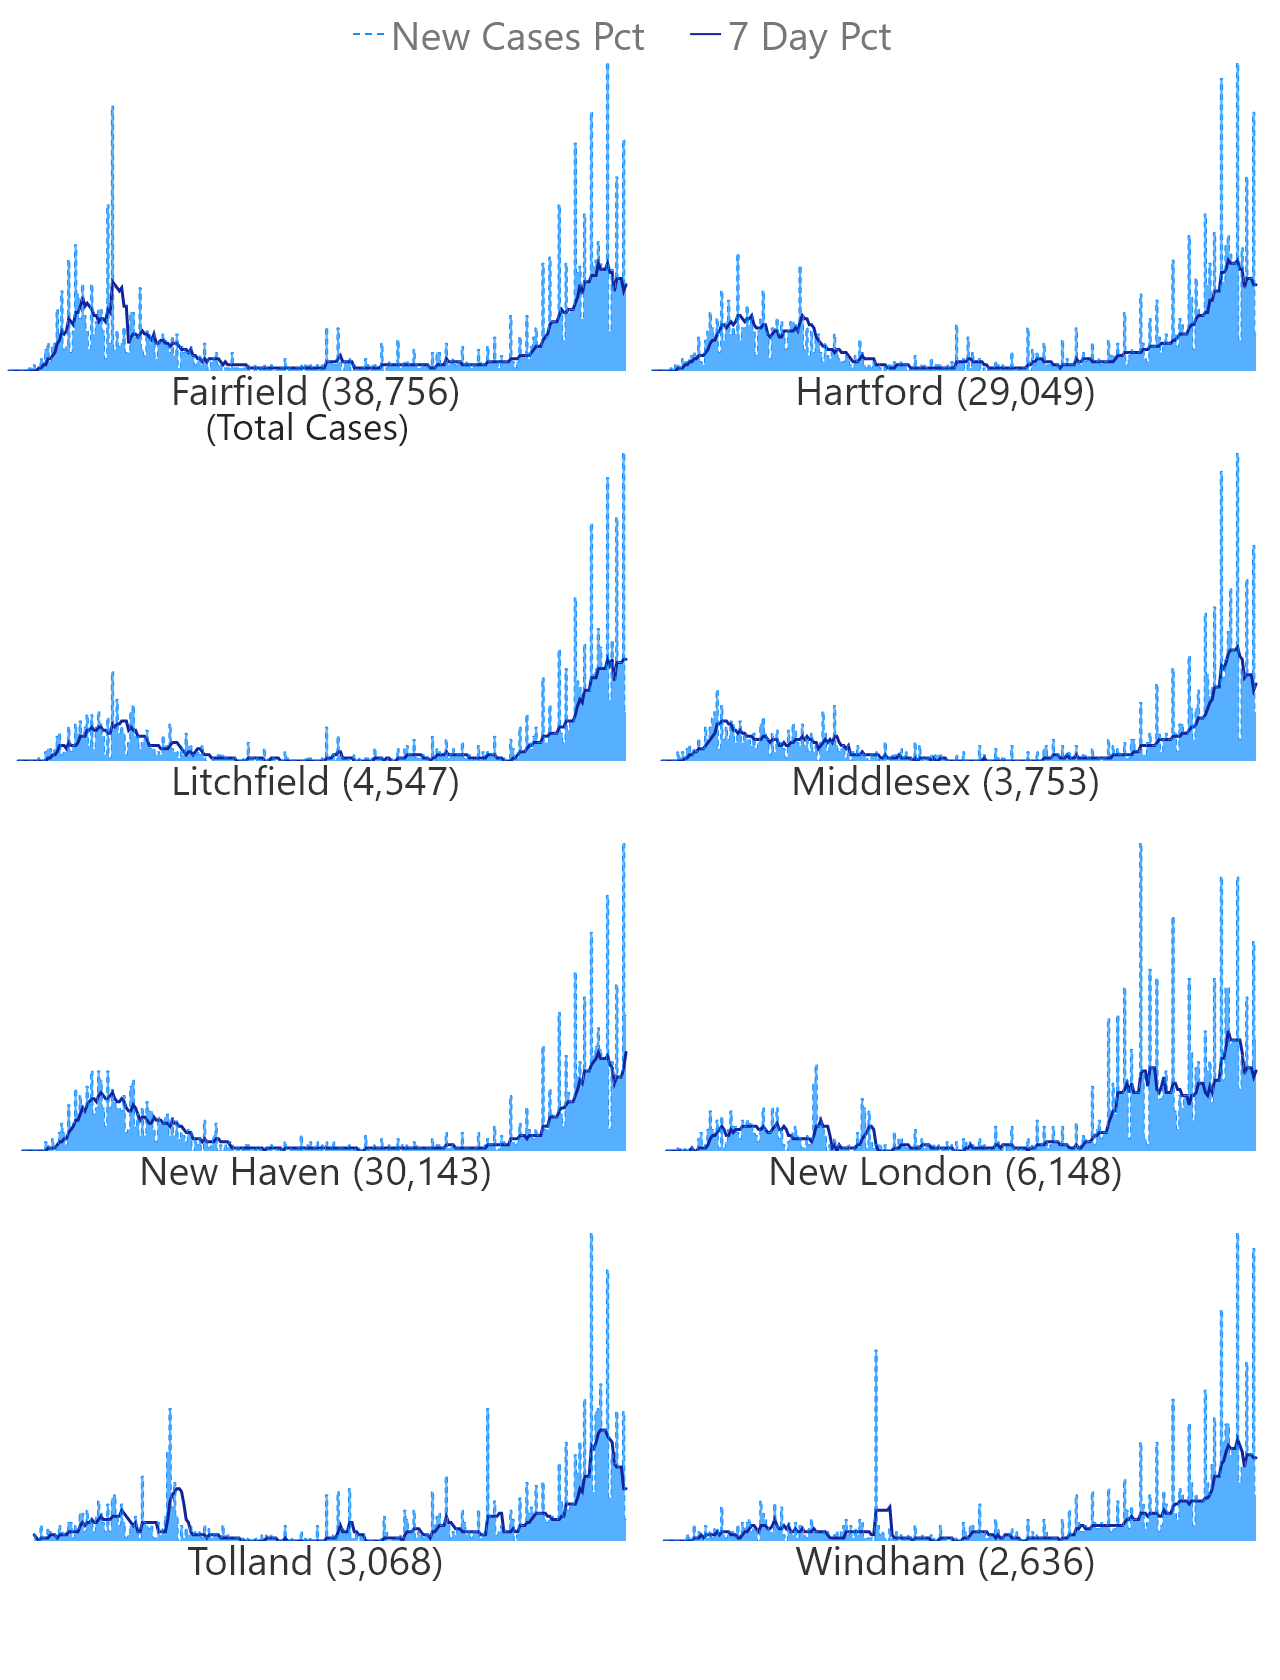 New Cases Pct 7 Day Pct
Fairfield (38,756)
(Total Cases)
Hartford (29,049)
Litchfield (4,547)
Middlesex (3,753)
New Haven (30,143)
New London (6,148)
Tolland (3,068)
Windham (2,636)